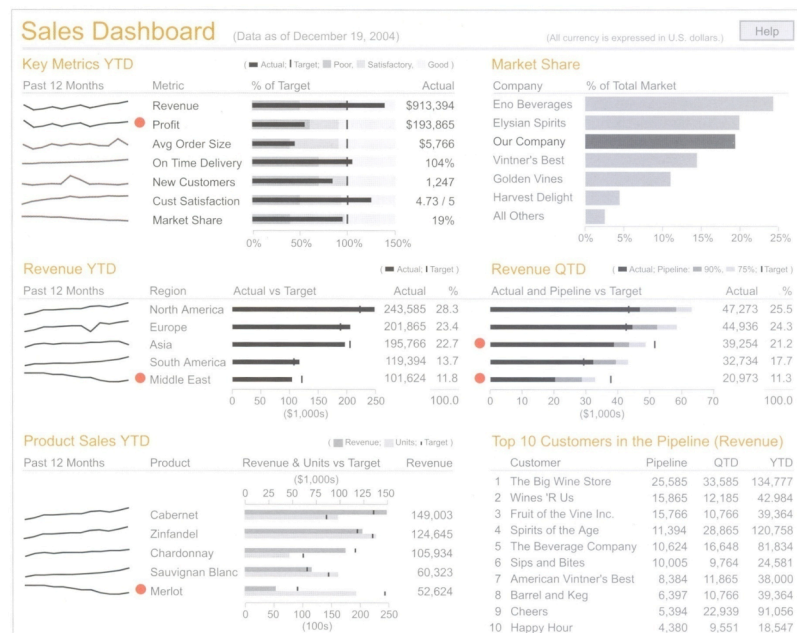 Sales Dashboard (Data as of December 19, 2004) (All currency is expressed in U.S. dollars.) Help
Key Metrics YTD ( Actual; Target; Poor, Satisfactory, Good )
Past 12 Months Metric % of Target Actual
Revenue $913,394
Profit $193,865
Avg Order Size $5,766
On Time Delivery 104%
New Customers 1,247
Cust Satisfaction 4.73 / 5
Market Share 19%
0% 50% 100% 150%
Market Share
Company % of Total Market
Eno Beverages
Elysian Spirits
Our Company
Vintner's Best
Golden Vines
Harvest Delight
All Others
0% 5% 10% 15% 20% 25%
Revenue YTD ( Actual; Target )
Past 12 Months Region Actual vs Target Actual %
North America 243,585 28.3
Europe 201,865 23.4
Asia 195,766 22.7
South America 119,394 13.7
Middle East 101,624 11.8
0 50 100 150 200 250 100.0
($1,000s)
Revenue QTD ( Actual; Pipeline: 90%, 75%; Target )
Actual and Pipeline vs Target Actual %
47,273 25.5
44,936 24.3
39,254 21.2
32,734 17.7
20,973 11.3
0 10 20 30 40 50 60 70 100.0
($1,000s)
Product Sales YTD ( Revenue; Units; Target )
Past 12 Months Product Revenue & Units vs Target Revenue
($1,000s)
0 25 50 75 100 125 150
Cabernet 149,003
Zinfandel 124,645
Chardonnay 105,934
Sauvignan Blanc 60,323
Merlot 52,624
0 50 100 150 200 250
(100s)
Top 10 Customers in the Pipeline (Revenue)
Customer Pipeline QTD YTD
1 The Big Wine Store 25,585 33,585 134,777
2 Wines 'R Us 15,865 12,185 42,984
3 Fruit of the Vine Inc. 15,766 10,766 39,364
4 Spirits of the Age 11,394 28,865 120,758
5 The Beverage Company 10,624 16,648 81,834
6 Sips and Bites 10,005 9,764 24,581
7 American Vintner's Best 8,384 11,865 38,000
8 Barrel and Keg 6,397 10,766 39,364
9 Cheers 5,394 22,939 91,056
10 Happy Hour 4,380 9,551 18,547